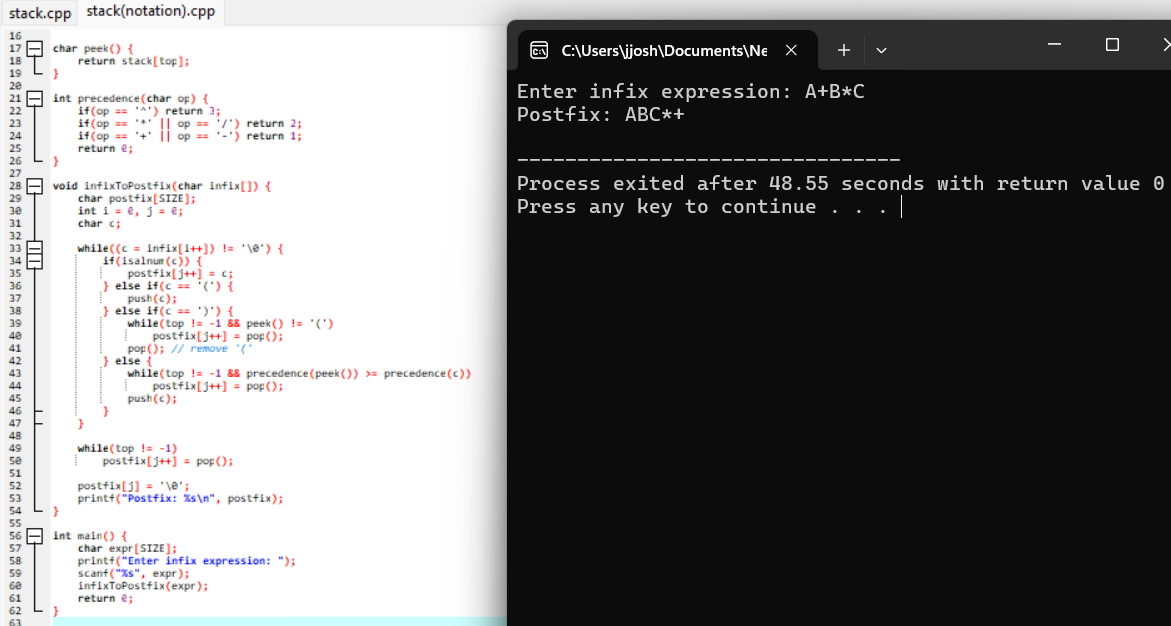 stack.cpp stack(notation).cpp
16
17 char peek() {
18 return stack[top];
19 }
20
21 int precedence(char op) {
22 if(op == '^') return 3;
23 if(op == '*' || op == '/') return 2;
24 if(op == '+' || op == '-') return 1;
25 return 0;
26 }
27
28 void infixToPostfix(char infix[]) {
29 char postfix[SIZE];
30 int i = 0, j = 0;
31 char c;
32
33 while((c = infix[i++]) != '\0') {
34 if(isalnum(c)) {
35 postfix[j++] = c;
36 } else if(c == '(') {
37 push(c);
38 } else if(c == ')') {
39 while(top != -1 && peek() != '(')
40 postfix[j++] = pop();
41 pop(); // remove '('
42 } else {
43 while(top != -1 && precedence(peek()) >= precedence(c))
44 postfix[j++] = pop();
45 push(c);
46 }
47 }
48
49 while(top != -1)
50 postfix[j++] = pop();
51
52 postfix[j] = '\0';
53 printf("Postfix: %s\n", postfix);
54 }
55
56 int main() {
57 char expr[SIZE];
58 printf("Enter infix expression: ");
59 scanf("%s", expr);
60 infixToPostfix(expr);
61 return 0;
62 }
63
C:\Users\jjosh\Documents\Ne
Enter infix expression: A+B*C
Postfix: ABC*+
--------------------------------
Process exited after 48.55 seconds with return value 0
Press any key to continue . . .